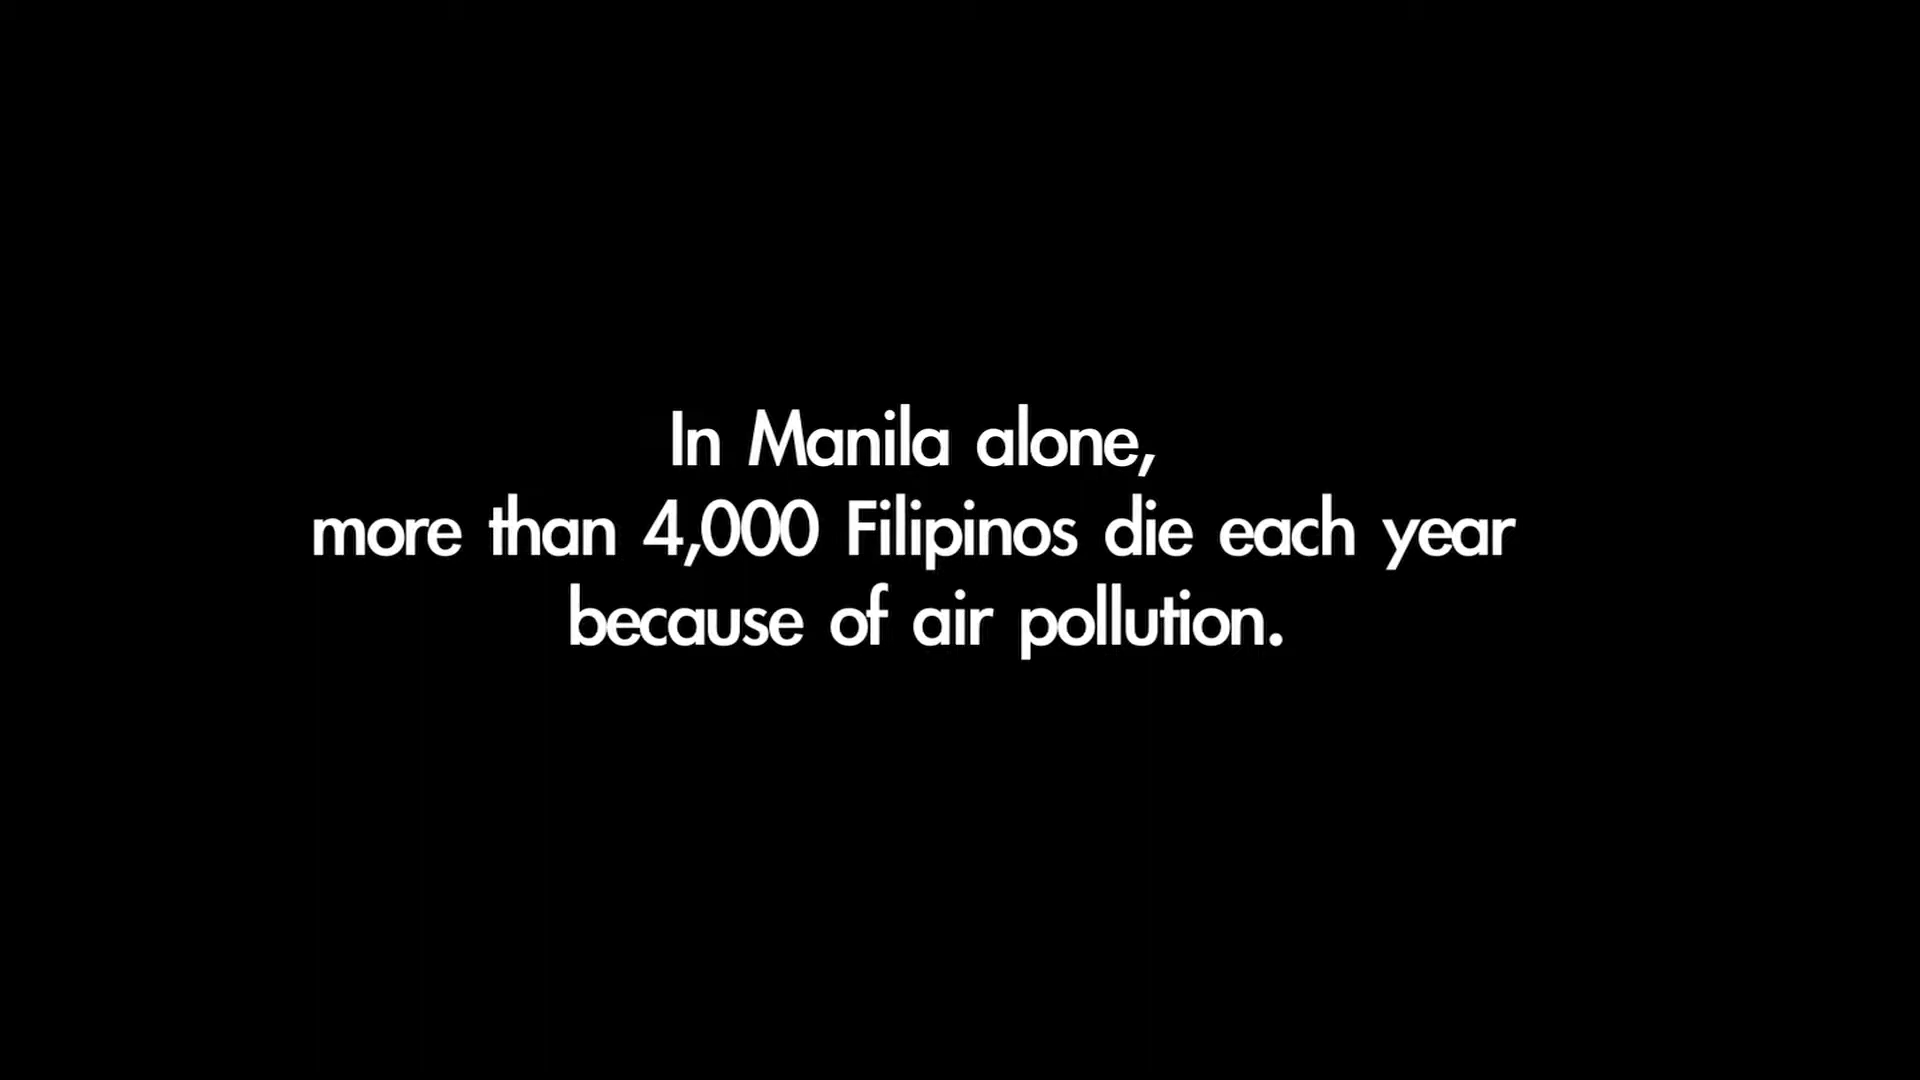 In Manila alone,
more than 4,000 Filipinos die each year
because of air pollution.